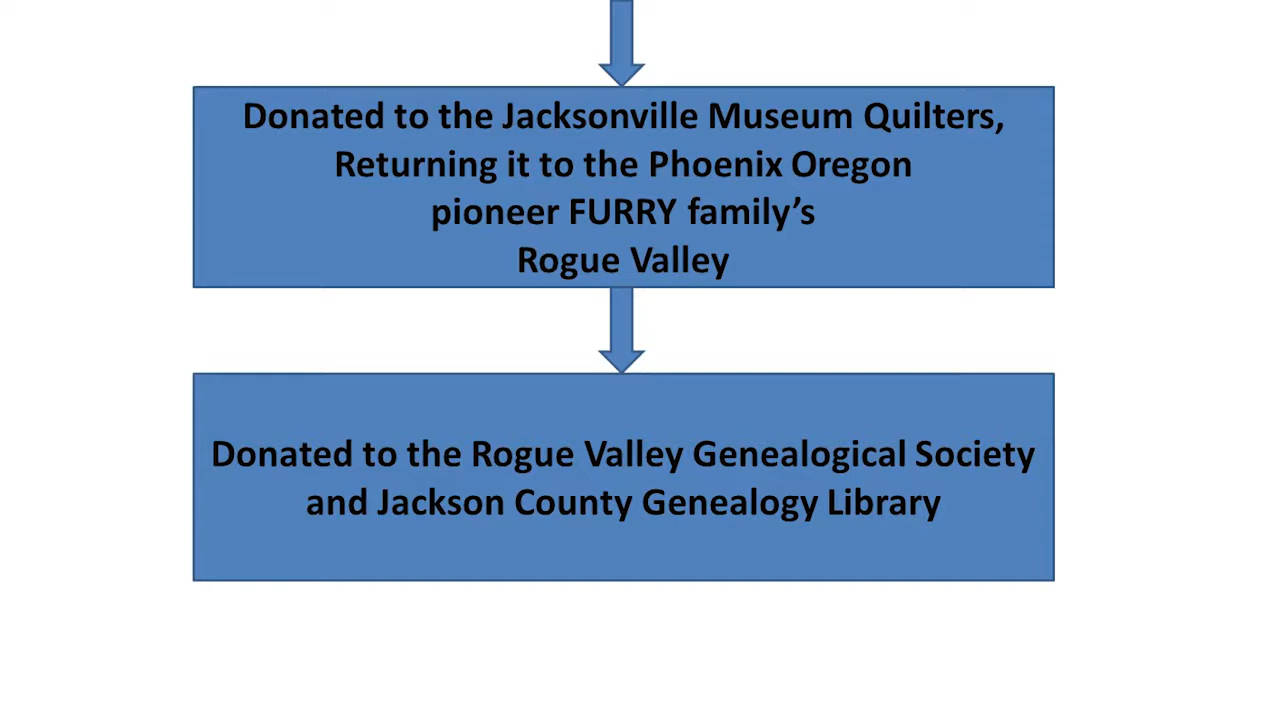 Donated to the Jacksonville Museum Quilters,
Returning it to the Phoenix Oregon
pioneer FURRY family’s
Rogue Valley
Donated to the Rogue Valley Genealogical Society
and Jackson County Genealogy Library